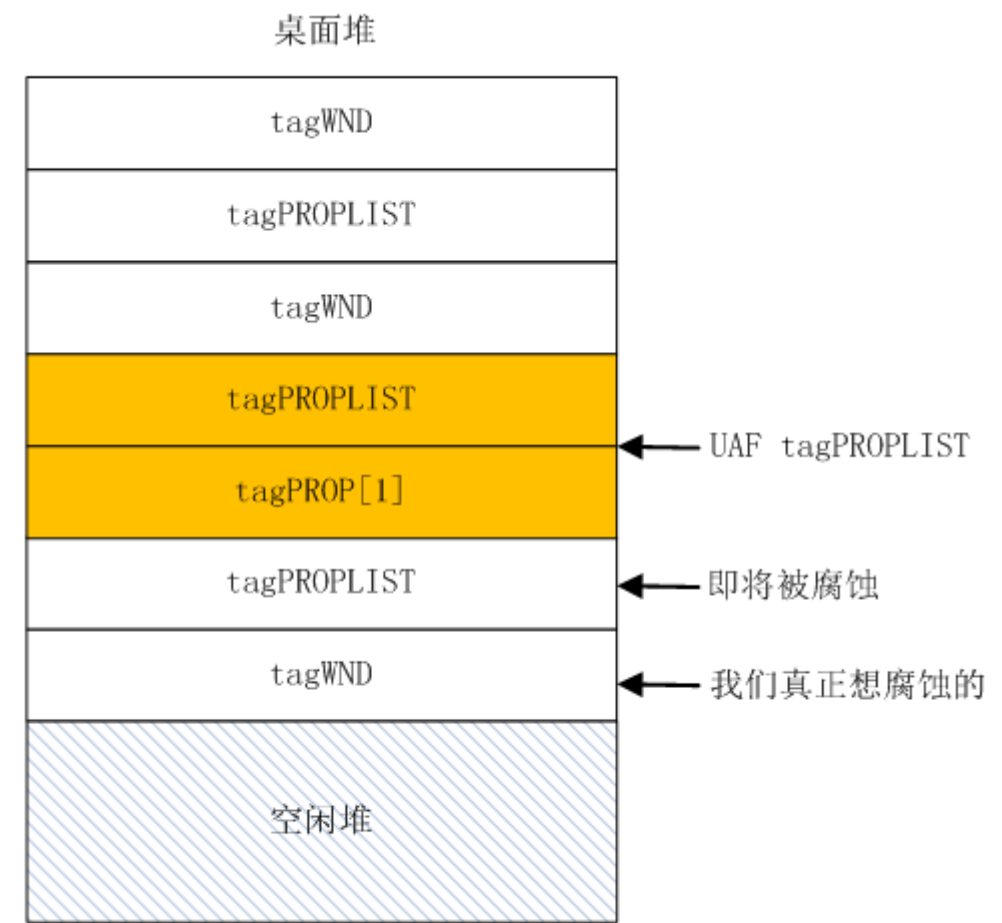 桌面堆
tagWND
tagPROPLIST
tagWND
tagPROPLIST
UAF tagPROPLIST
tagPROP[1]
tagPROPLIST
即将被腐蚀
tagWND
我们真正想腐蚀的
空闲堆